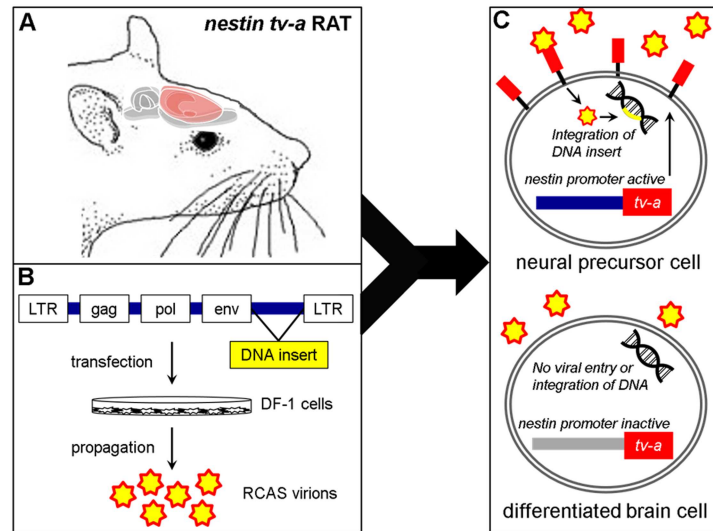 A
nestin tv-a RAT
B
LTR gag pol env LTR
DNA insert
transfection
DF-1 cells
propagation
RCAS virions
C
Integration of
DNA insert
nestin promoter active
tv-a
neural precursor cell
No viral entry or
integration of DNA
nestin promoter inactive
tv-a
differentiated brain cell